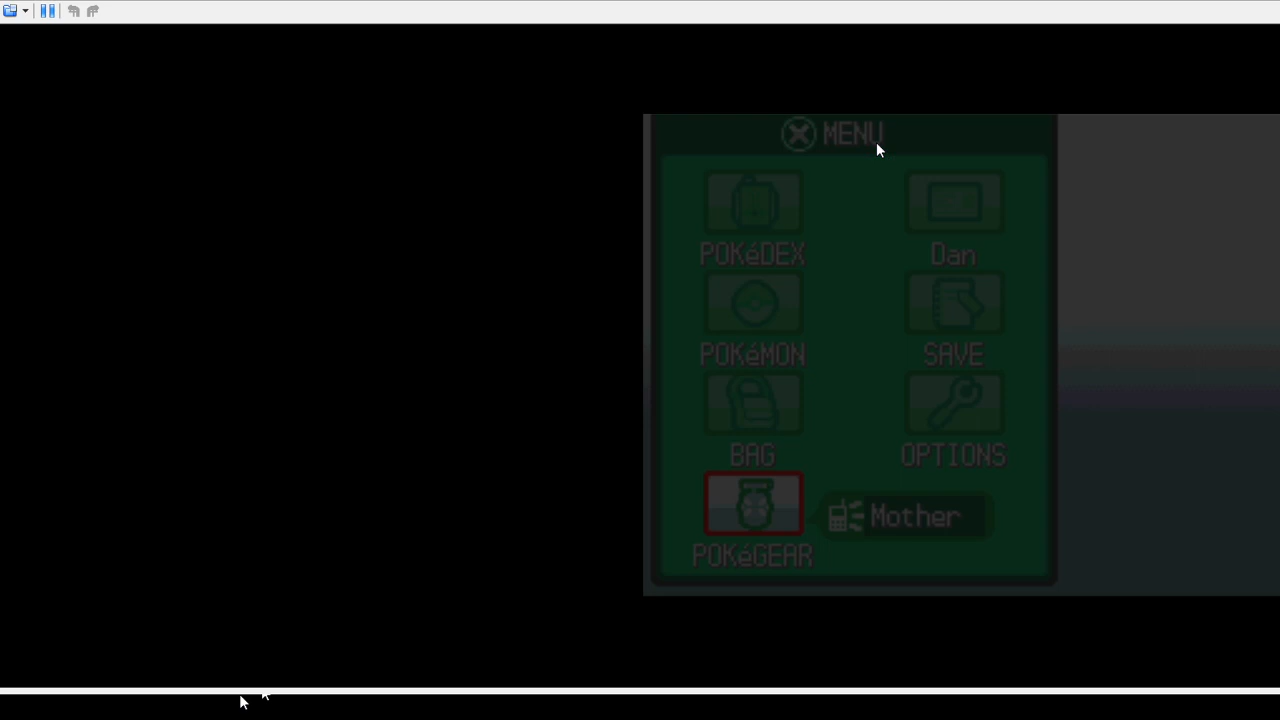 MENU
POKéDEX
Dan
POKéMON
SAVE
BAG
OPTIONS
Mother
POKéGEAR